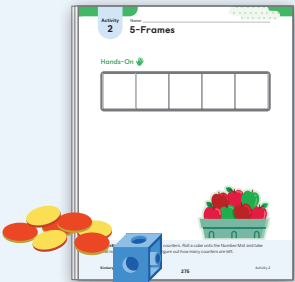 Activity
2
Name
5-Frames
Hands-On
counters. Roll a cube onto the Number Mat and take
figure out how many counters are left.
276
Activity 2